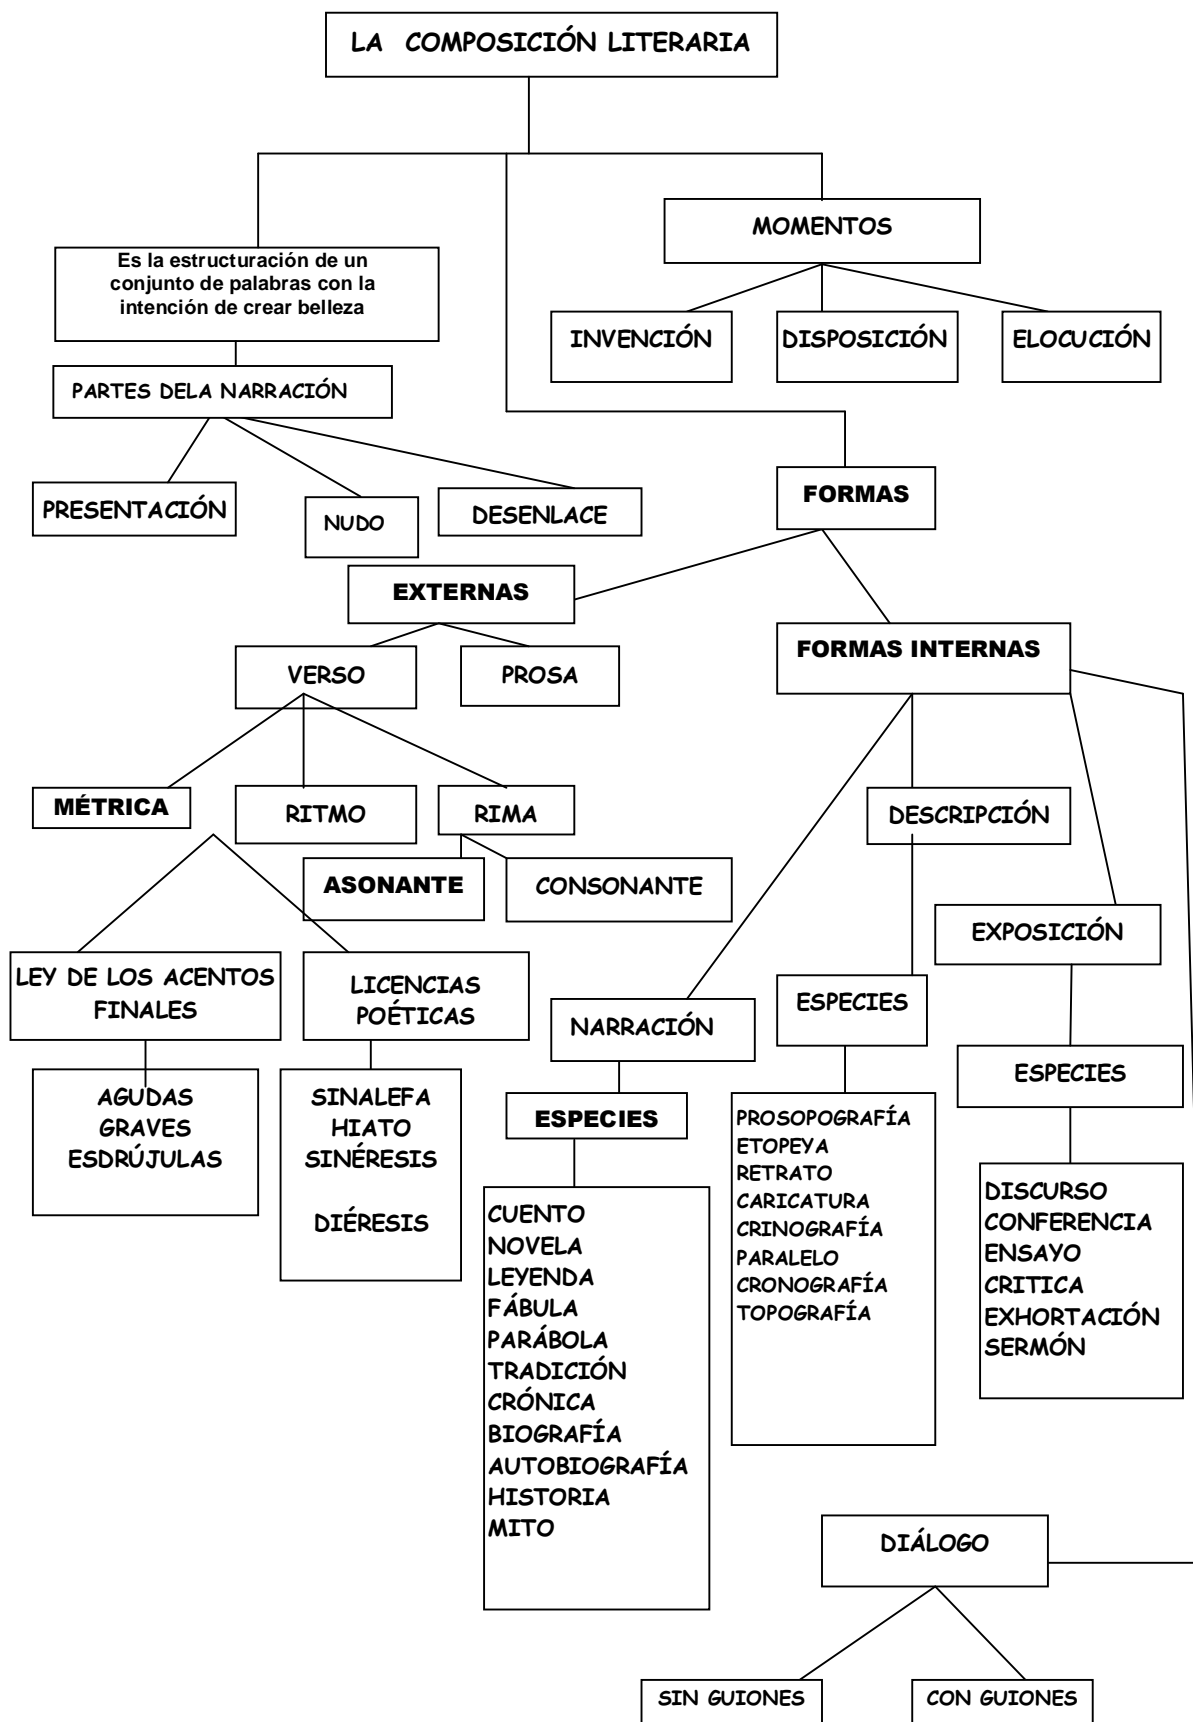 LA COMPOSICIÓN LITERARIA
MOMENTOS
Es la estructuración de un
conjunto de palabras con la
intención de crear belleza
INVENCIÓN
DISPOSICIÓN
ELOCUCIÓN
PARTES DELA NARRACIÓN
PRESENTACIÓN
NUDO
DESENLACE
FORMAS
EXTERNAS
FORMAS INTERNAS
VERSO
PROSA
MÉTRICA
RITMO
RIMA
DESCRIPCIÓN
ASONANTE
CONSONANTE
EXPOSICIÓN
LEY DE LOS ACENTOS
FINALES
LICENCIAS
POÉTICAS
NARRACIÓN
ESPECIES
ESPECIES
AGUDAS
GRAVES
ESDRÚJULAS
SINALEFA
HIATO
SINÉRESIS
DIÉRESIS
ESPECIES
PROSOPOGRAFÍA
ETOPEYA
RETRATO
CARICATURA
CRINOGRAFÍA
PARALELO
CRONOGRAFÍA
TOPOGRAFÍA
DISCURSO
CONFERENCIA
ENSAYO
CRITICA
EXHORTACIÓN
SERMÓN
CUENTO
NOVELA
LEYENDA
FÁBULA
PARÁBOLA
TRADICIÓN
CRÓNICA
BIOGRAFÍA
AUTOBIOGRAFÍA
HISTORIA
MITO
DIÁLOGO
SIN GUIONES
CON GUIONES